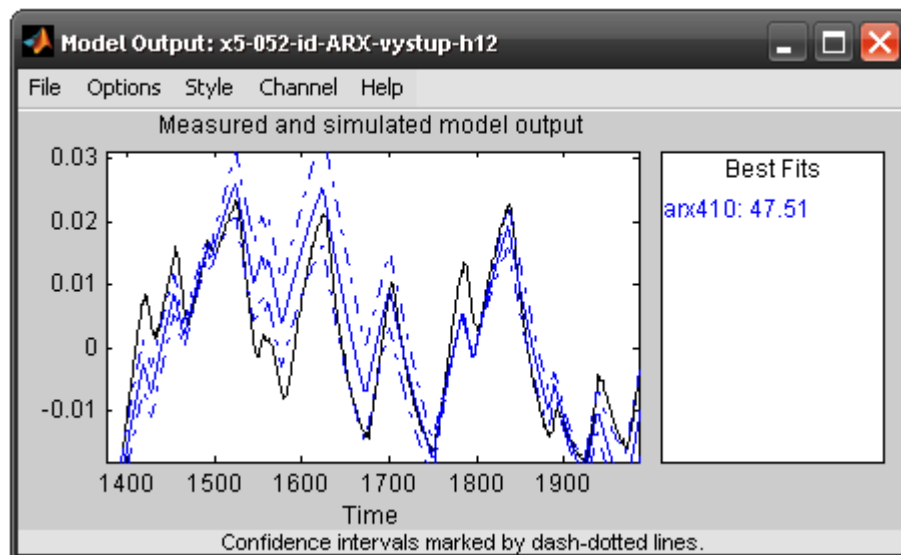 Model Output: x5-052-id-ARX-vystup-h12
File Options Style Channel Help
Measured and simulated model output
0.03
0.02
0.01
0
-0.01
1400 1500 1600 1700 1800 1900
Time
Best Fits
arx410: 47.51
Confidence intervals marked by dash-dotted lines.